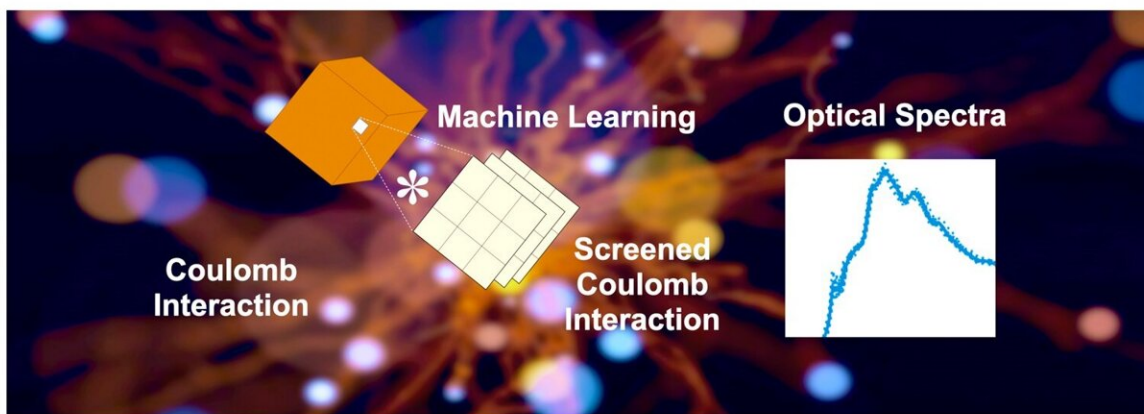 Machine Learning
Optical Spectra
*
Coulomb
Interaction
Screened
Coulomb
Interaction